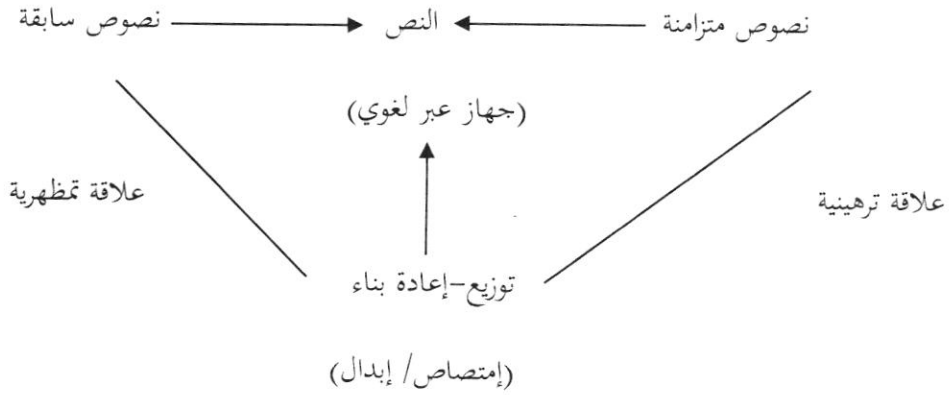 نصوص متزامنة
النص
نصوص سابقة
(جهاز عبر لغوي)
علاقة ترهينية
علاقة تمظهرية
توزيع-إعادة بناء
(إمتصاص/ إبدال)